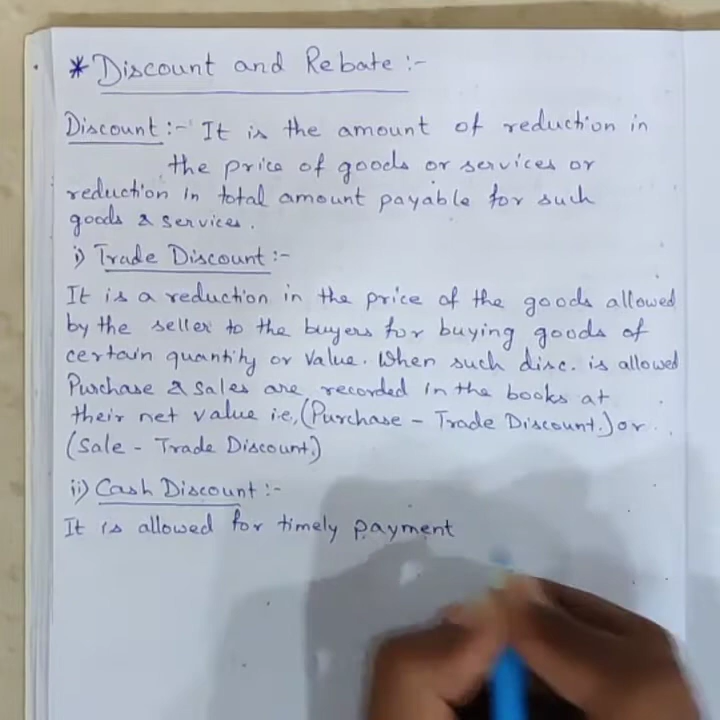 * Discount and Rebate :-
Discount :- It is the amount of reduction in
the price of goods or services or
reduction in total amount payable for such
goods & services.
i) Trade Discount :-
It is a reduction in the price of the goods allowed
by the seller to the buyers for buying goods of
certain quantity or value. When such disc. is allowed
Purchase & sales are recorded in the books at
their net value i.e, (Purchase - Trade Discount.) or
(Sale - Trade Discount.)
ii) Cash Discount :-
It is allowed for timely payment